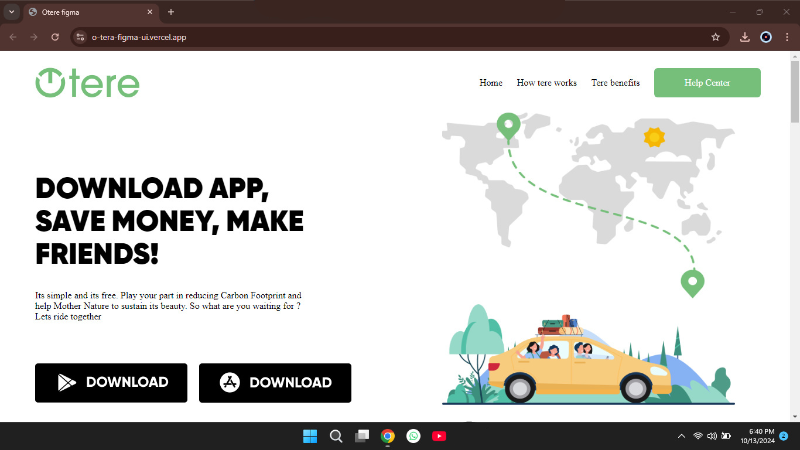 Otere figma
o-tera-figma-ui.vercel.app
tere
Home
How tere works
Tere benefits
Help Center
DOWNLOAD APP,
SAVE MONEY, MAKE
FRIENDS!
Its simple and its free. Play your part in reducing Carbon Footprint and
help Mother Nature to sustain its beauty. So what are you waiting for ?
Lets ride together
DOWNLOAD
DOWNLOAD
6:40 PM
10/13/2024
2